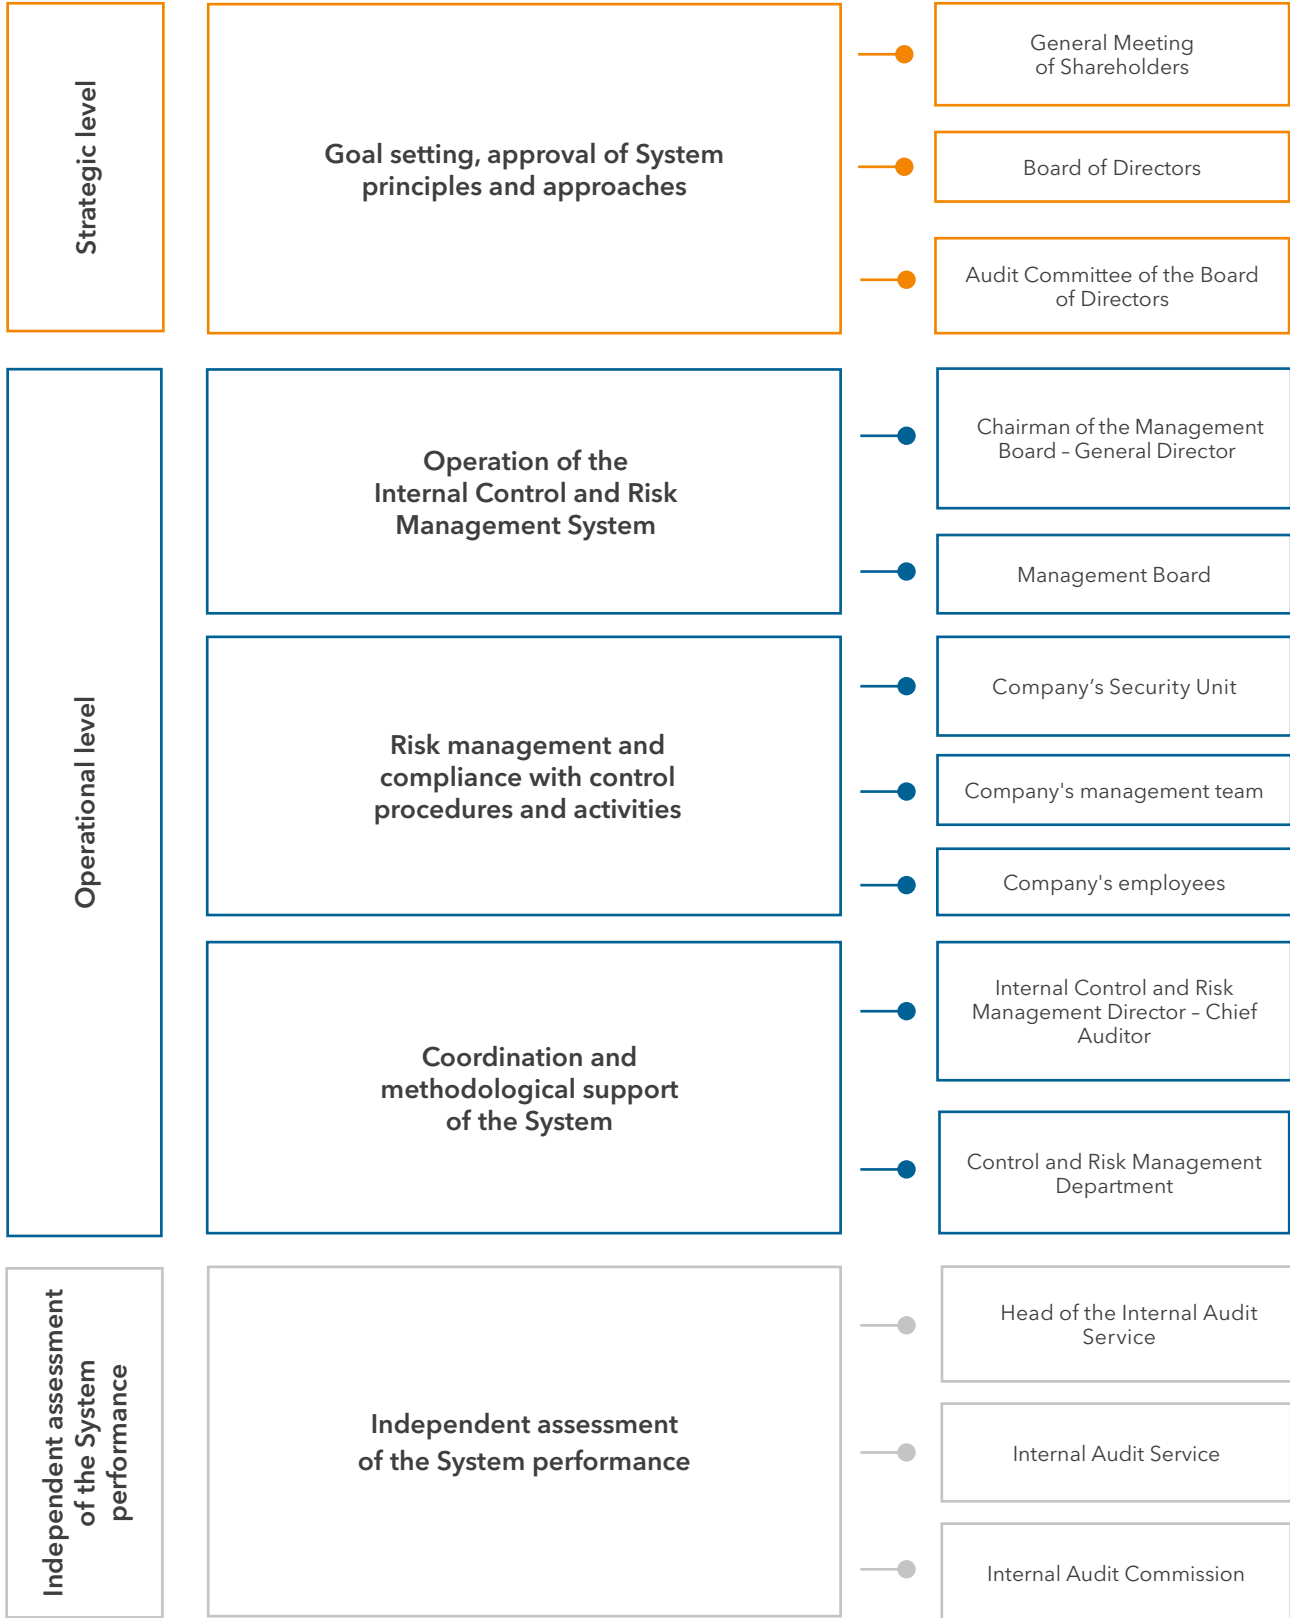 Strategic level
Goal setting, approval of System
principles and approaches
General Meeting
of Shareholders
Board of Directors
Audit Committee of the Board
of Directors
Operational level
Operation of the
Internal Control and Risk
Management System
Chairman of the Management
Board – General Director
Management Board
Risk management and
compliance with control
procedures and activities
Company’s Security Unit
Company's management team
Company's employees
Coordination and
methodological support
of the System
Internal Control and Risk
Management Director – Chief
Auditor
Control and Risk Management
Department
Independent assessment
of the System
performance
Independent assessment
of the System performance
Head of the Internal Audit
Service
Internal Audit Service
Internal Audit Commission